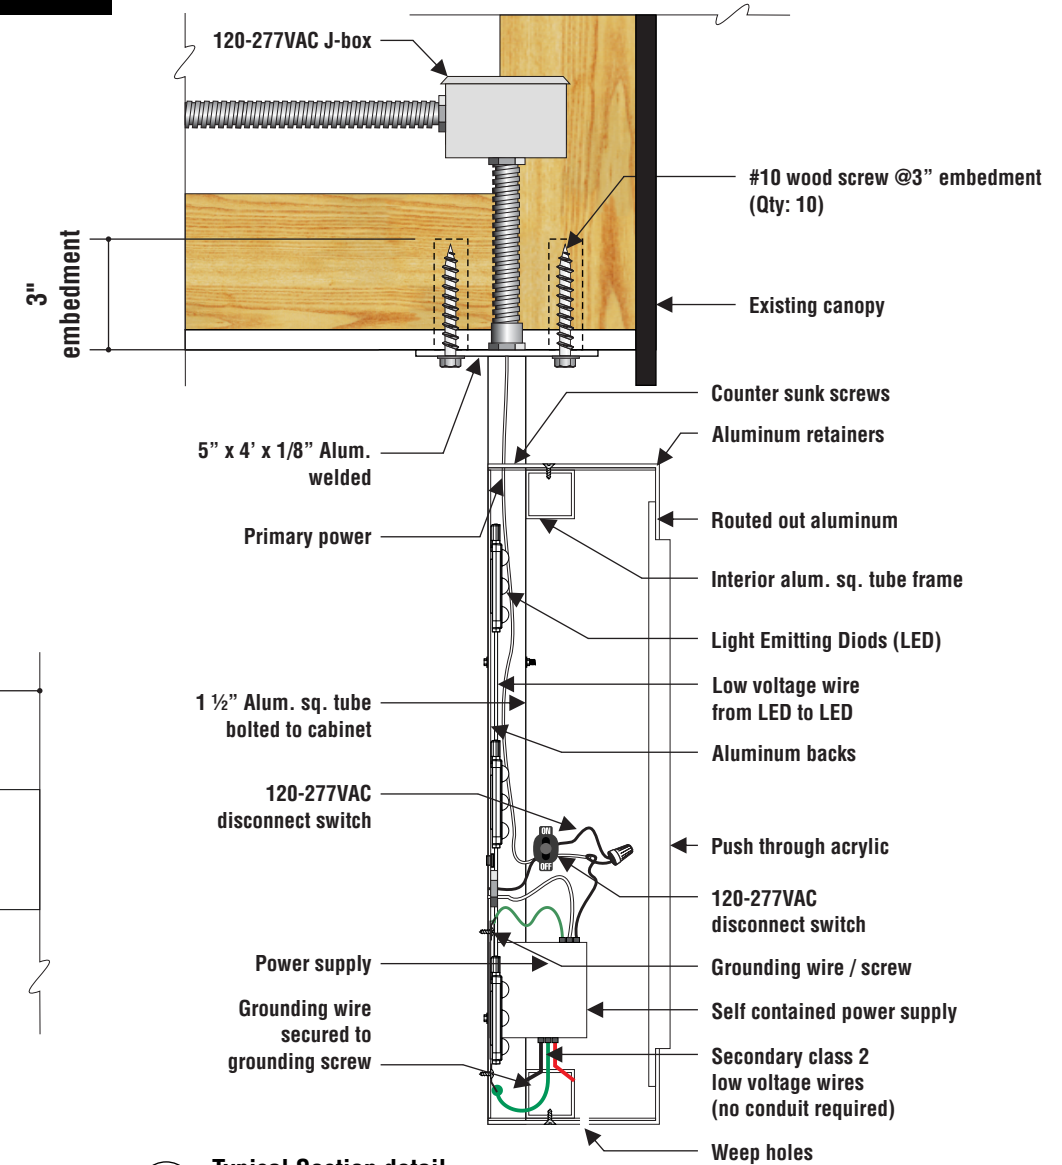 120-277VAC J-box
#10 wood screw @3” embedment
(Qty: 10)
3"
embedment
Existing canopy
Counter sunk screws
Aluminum retainers
5” x 4’ x 1/8” Alum.
welded
Routed out aluminum
Primary power
Interior alum. sq. tube frame
Light Emitting Diods (LED)
Low voltage wire
from LED to LED
1 ½” Alum. sq. tube
bolted to cabinet
Aluminum backs
120-277VAC
disconnect switch
ON
OFF
Push through acrylic
120-277VAC
disconnect switch
Power supply
Grounding wire / screw
Grounding wire
secured to
grounding screw
Self contained power supply
Secondary class 2
low voltage wires
(no conduit required)
Weep holes
Typical Section detail